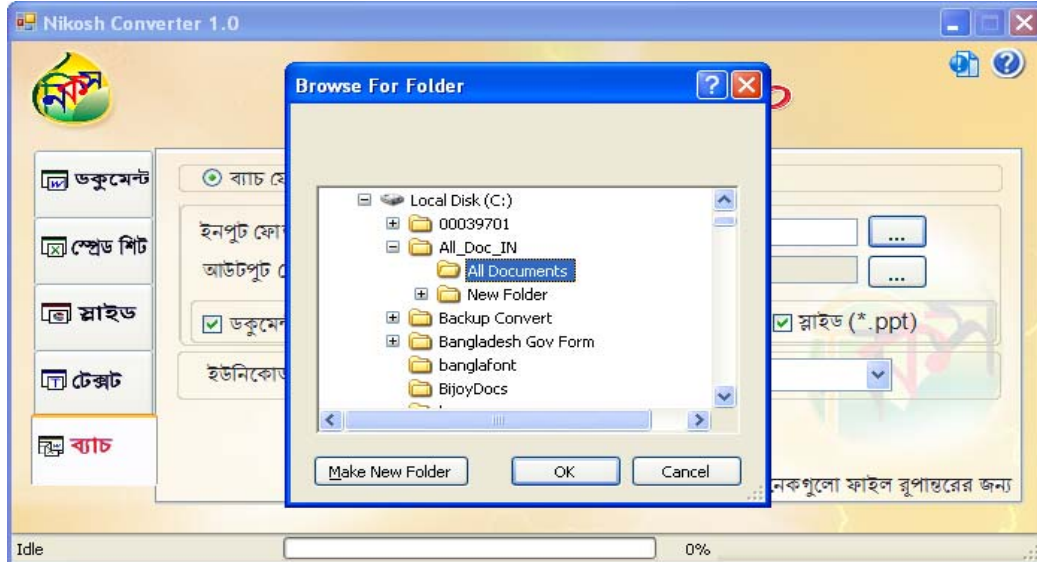 Nikosh Converter 1.0
নিকস
Browse For Folder
ডকুমেন্ট
স্প্রেড শিট
স্লাইড
টেক্সট
ব্যাচ
ব্যাচ
ইনপুট
আউটপুট
স্লাইড (*.ppt)
Local Disk (C:)
00039701
All_Doc_IN
All Documents
New Folder
Backup Convert
Bangladesh Gov Form
banglafont
BijoyDocs
Make New Folder
OK
Cancel
ফাইল রূপান্তরের জন্য
Idle
0%